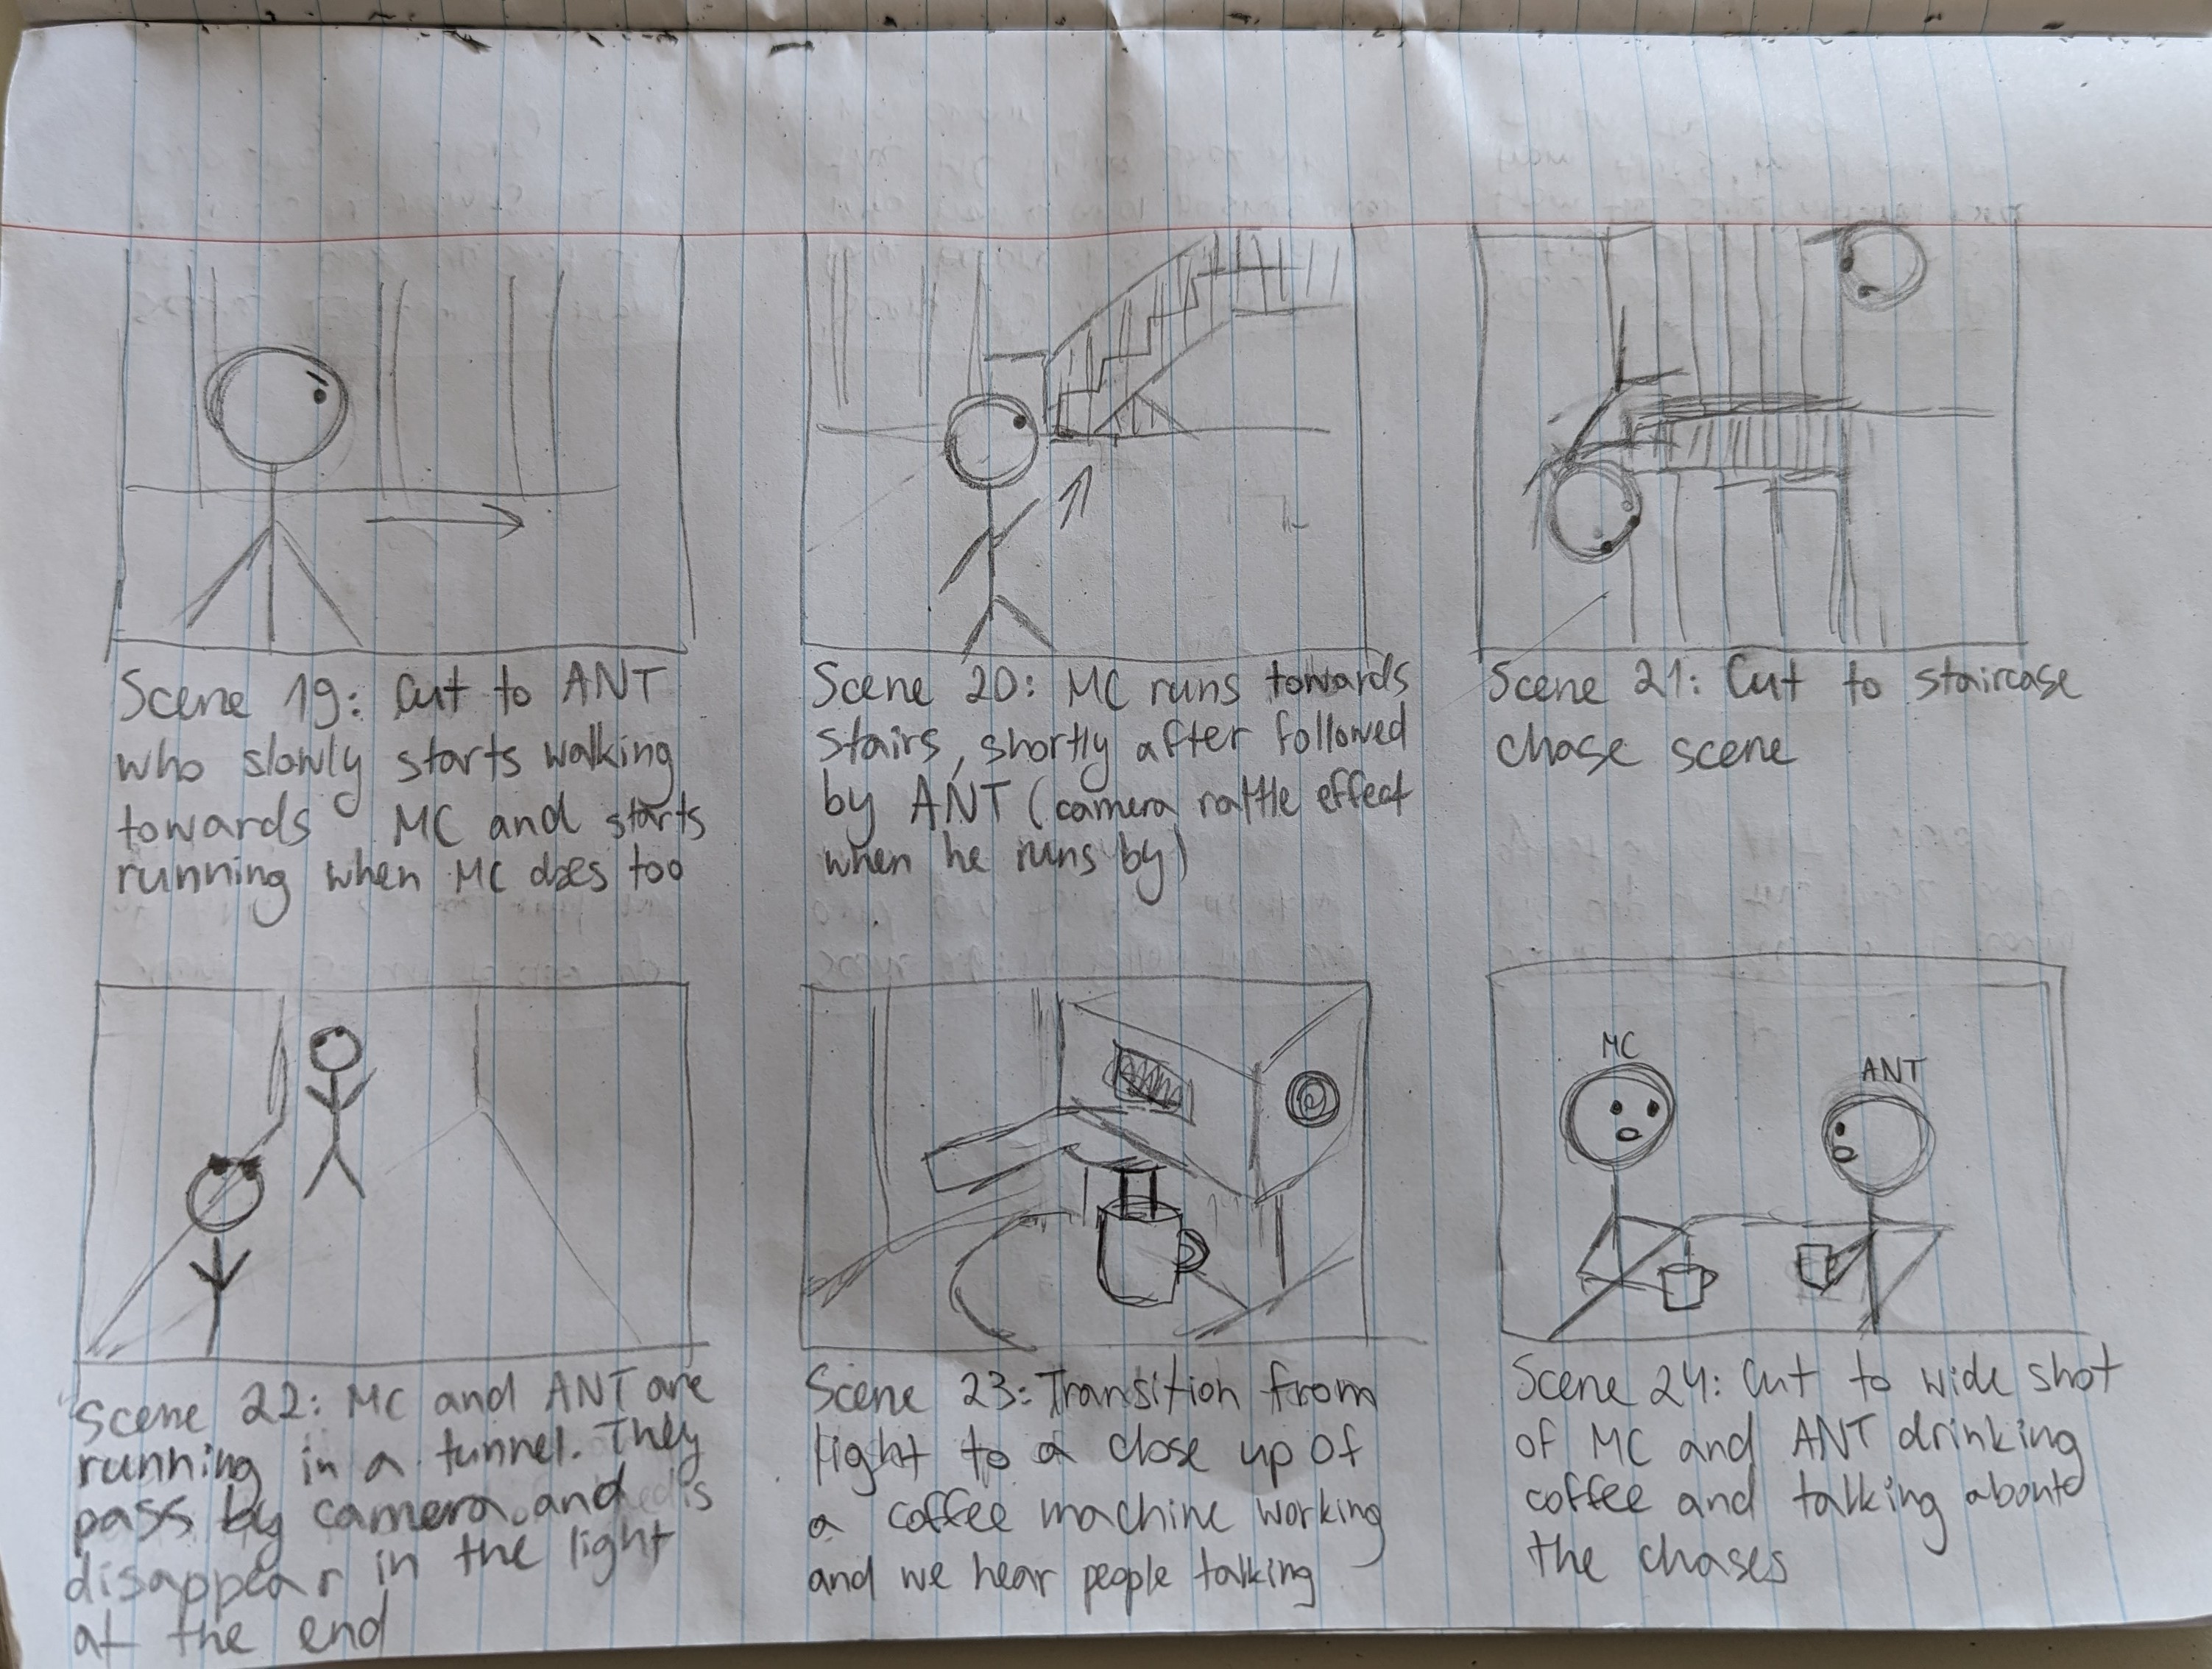 Scene 19: Cut to ANT
who slowly starts walking
towards MC and starts
running when MC does too
Scene 20: MC runs towards
stairs, shortly after followed
by ANT (camera rattle effect
when he runs by)
Scene 21: Cut to staircase
chase scene
Scene 22: MC and ANT are
running in a tunnel. They
pass by camera and
disappear in the light
at the end
Scene 23: Transition from
light to a close up of
a coffee machine working
and we hear people talking
MC
ANT
Scene 24: Cut to wide shot
of MC and ANT drinking
coffee and talking about
the chases